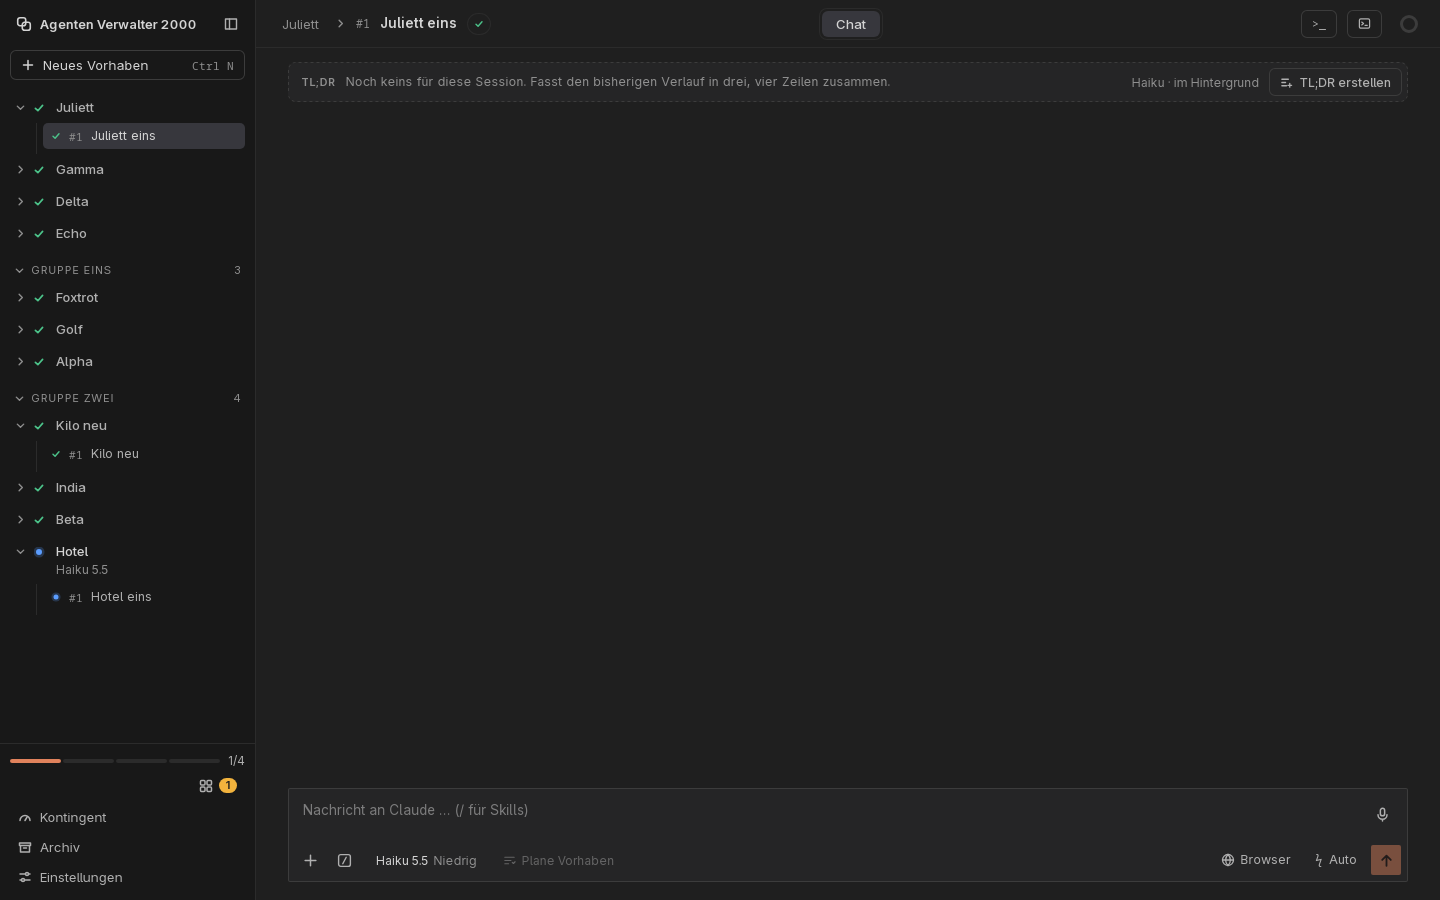 Agenten Verwalter 2000
Neues Vorhaben Ctrl N
Juliett
#1 Juliett eins
Gamma
Delta
Echo
GRUPPE EINS 3
Foxtrot
Golf
Alpha
GRUPPE ZWEI 4
Kilo neu
#1 Kilo neu
India
Beta
Hotel
Haiku 5.5
#1 Hotel eins
1/4
1
Kontingent
Archiv
Einstellungen
Juliett #1 Juliett eins
Chat
>_
TL;DR Noch keins für diese Session. Fasst den bisherigen Verlauf in drei, vier Zeilen zusammen. Haiku · im Hintergrund TL;DR erstellen
Nachricht an Claude … (/ für Skills)
Haiku 5.5 Niedrig Plane Vorhaben Browser Auto